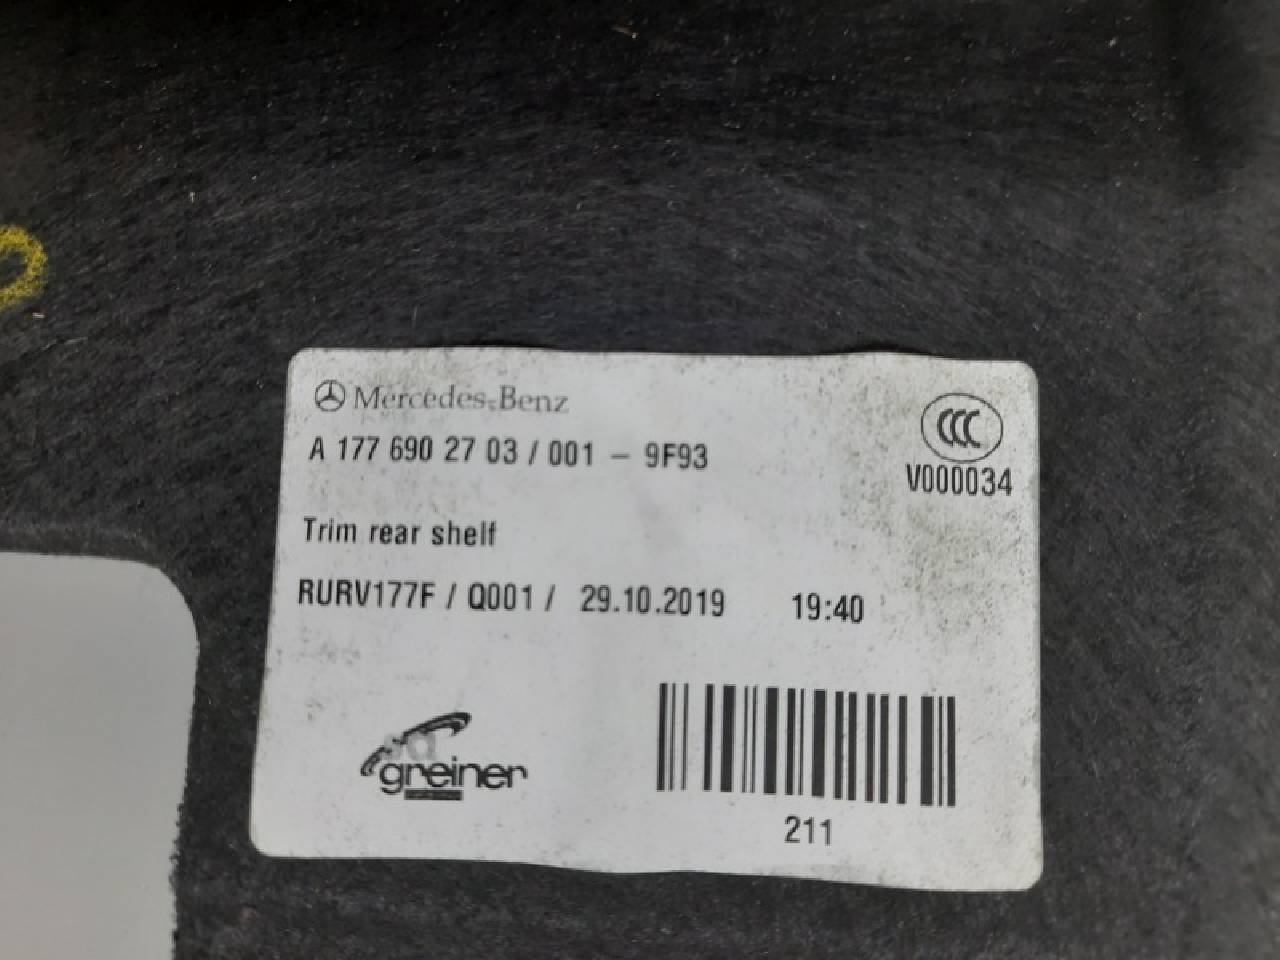 Mercedes-Benz
A 177 690 27 03 / 001 – 9F93
CCC
V000034
Trim rear shelf
RURV177F / Q001 / 29.10.2019 19:40
greiner
211